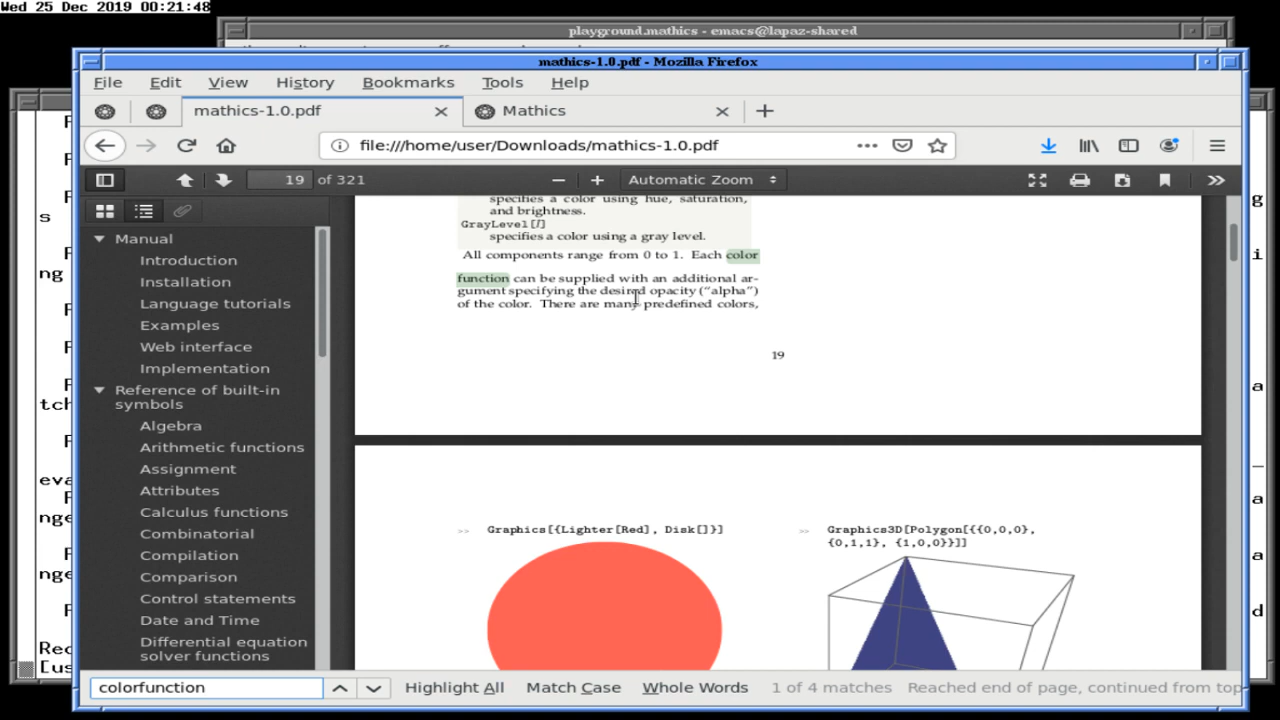 Wed 25 Dec 2019 00:21:48
playground.mathics - emacs@lapaz-shared
mathics-1.0.pdf - Mozilla Firefox
File Edit View History Bookmarks Tools Help
mathics-1.0.pdf
Mathics
file:///home/user/Downloads/mathics-1.0.pdf
19 of 321
Automatic Zoom
Manual
Introduction
Installation
Language tutorials
Examples
Web interface
Implementation
Reference of built-in
symbols
Algebra
Arithmetic functions
Assignment
Attributes
Calculus functions
Combinatorial
Compilation
Comparison
Control statements
Date and Time
Differential equation
solver functions
specifies a color using hue, saturation,
and brightness.
GrayLevel[l]
specifies a color using a gray level.
All components range from 0 to 1. Each color
function can be supplied with an additional ar-
gument specifying the desired opacity (“alpha”)
of the color. There are many predefined colors,
19
>> Graphics[{Lighter[Red], Disk[]}]
>> Graphics3D[Polygon[{{0,0,0},
{0,1,1}, {1,0,0}}]]
s
ng
tch
eva
nge
nge
Rec
[us
g
i
a
_
a
a
d
colorfunction
Highlight All Match Case Whole Words 1 of 4 matches Reached end of page, continued from top